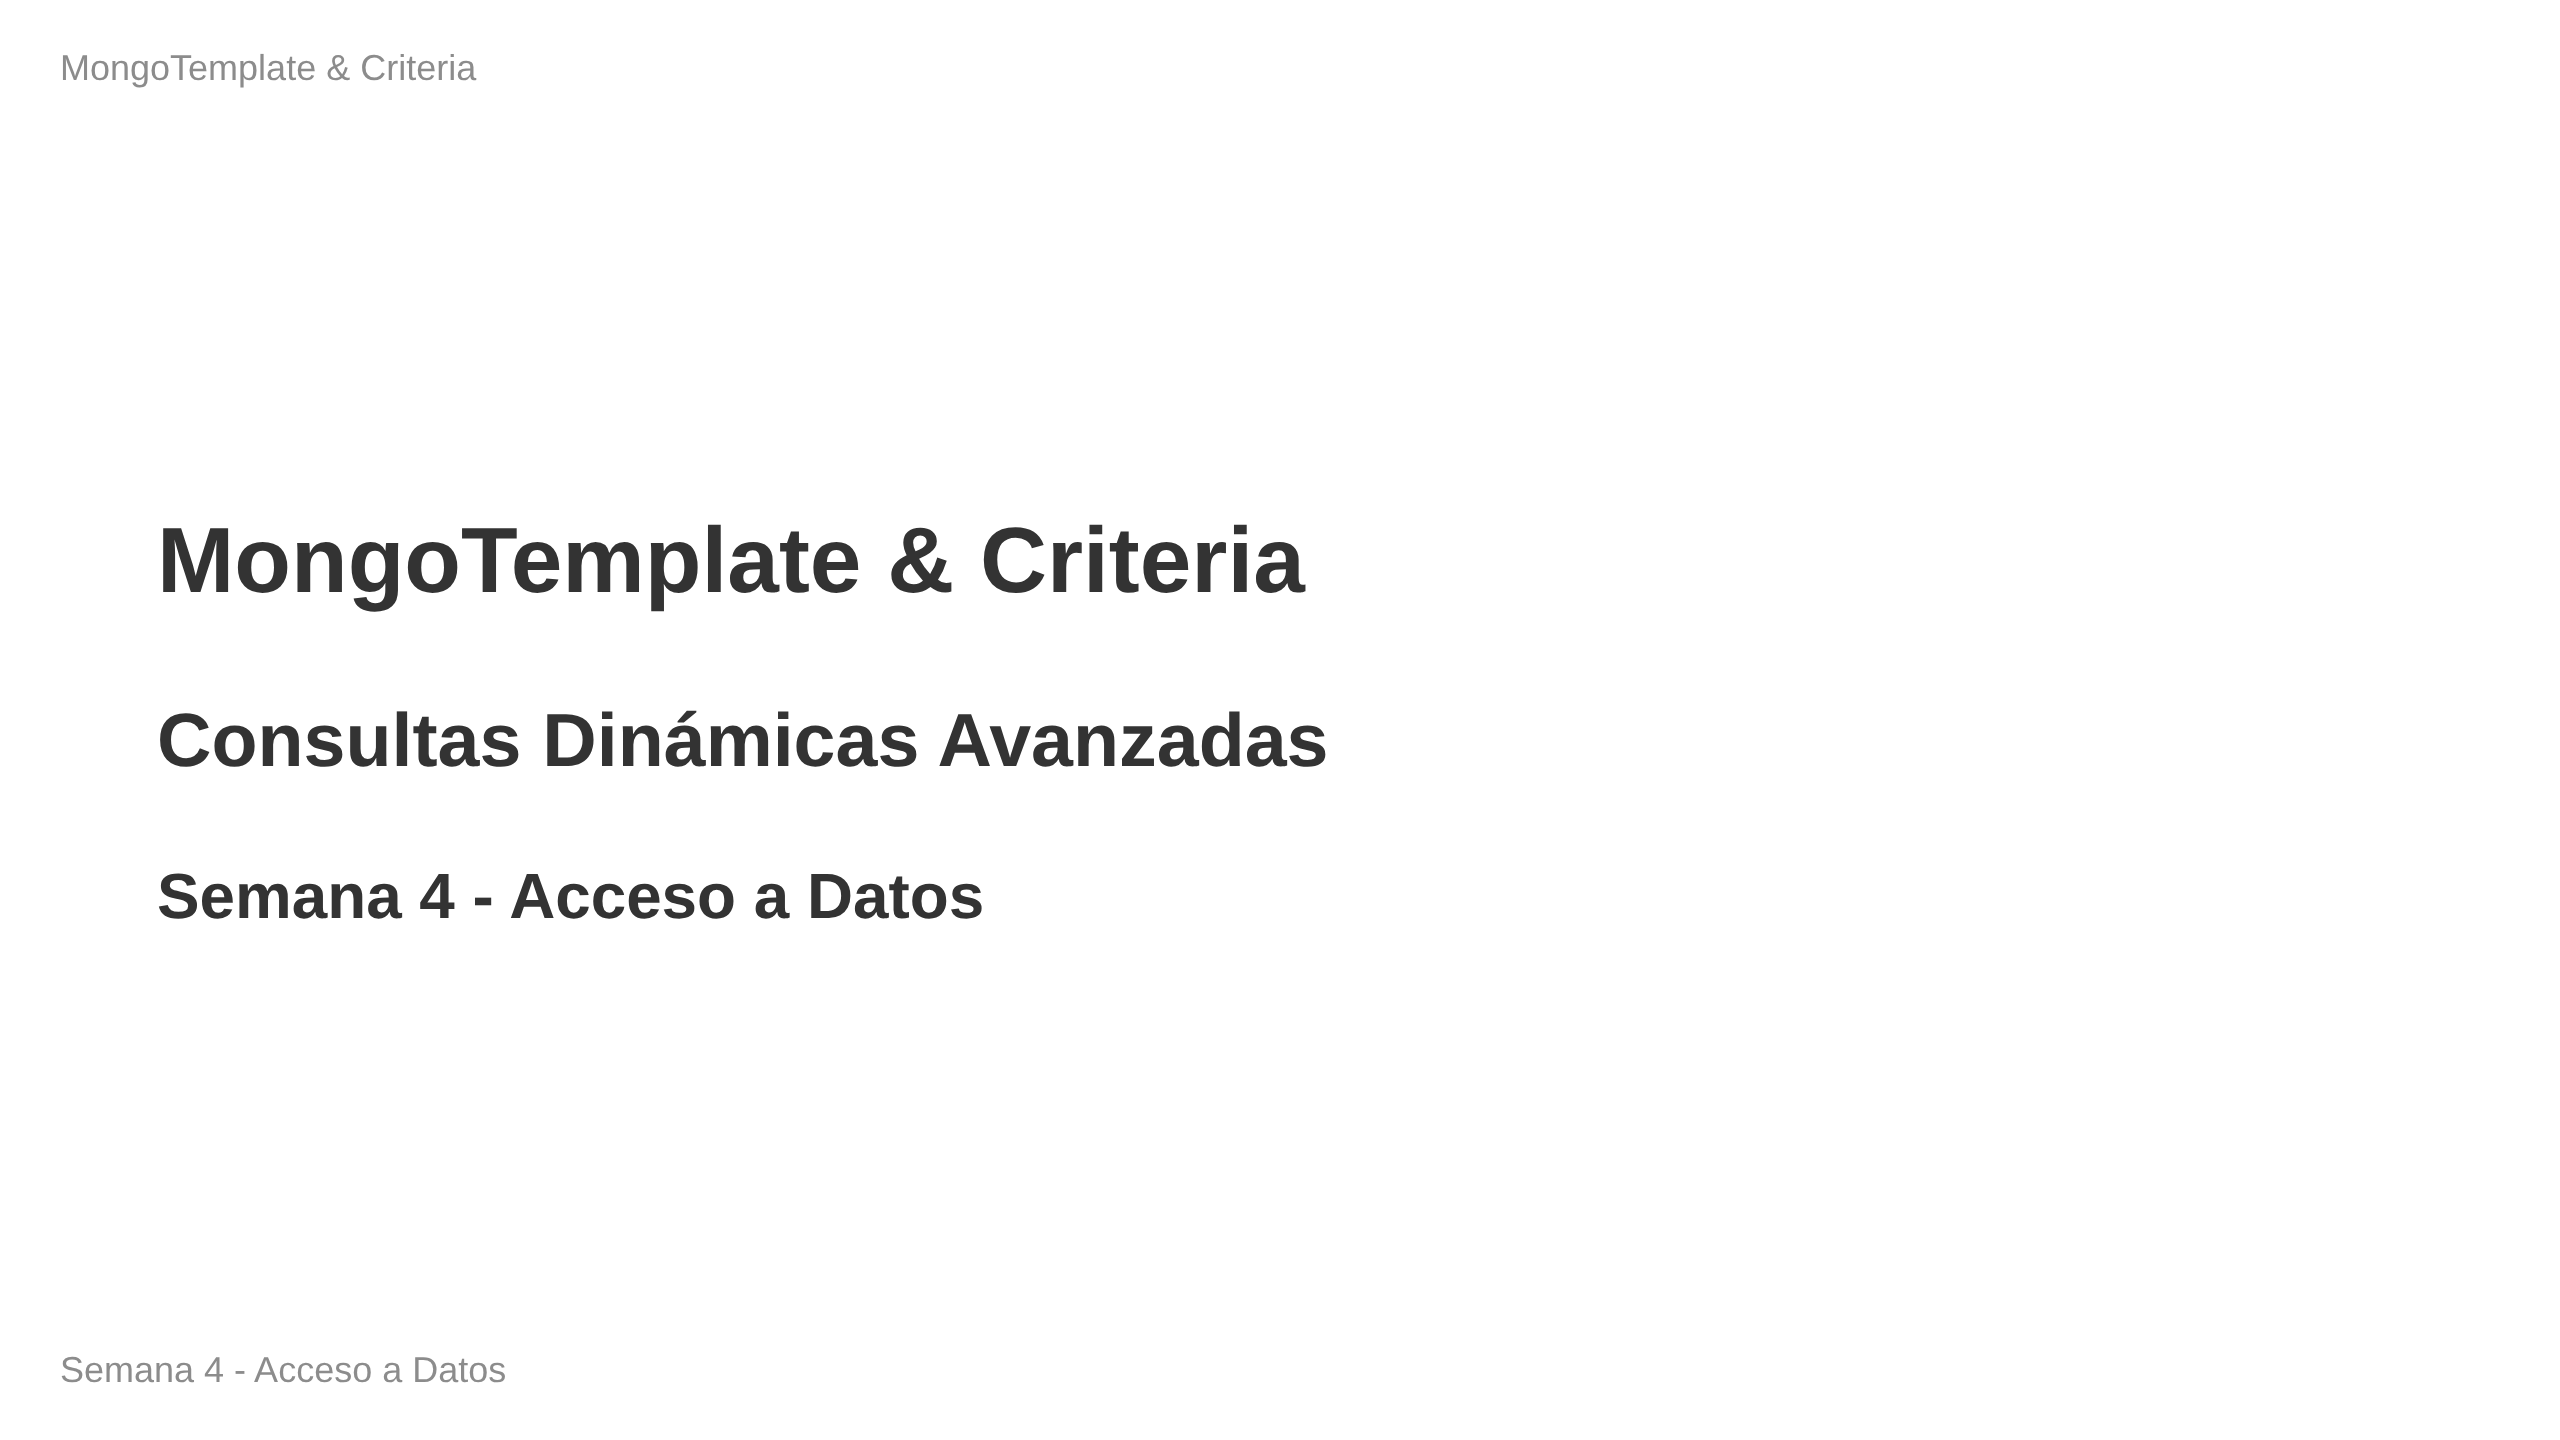 MongoTemplate & Criteria
MongoTemplate & Criteria
Consultas Dinámicas Avanzadas
Semana 4 - Acceso a Datos
Semana 4 - Acceso a Datos